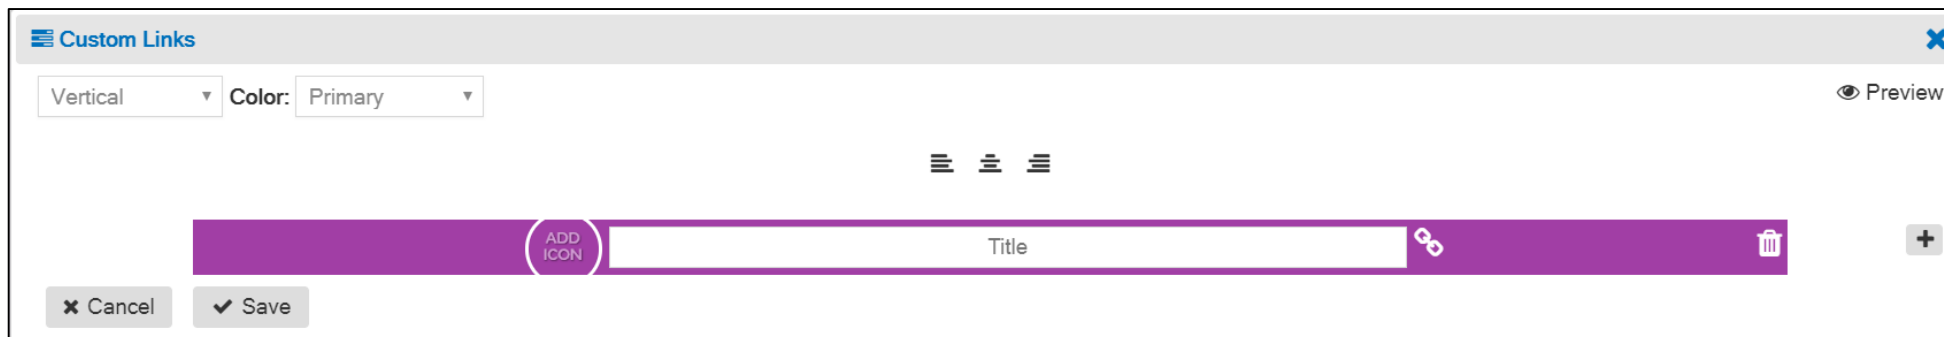 Custom Links
Vertical Color: Primary Preview
ADD
ICON
Title
Cancel Save